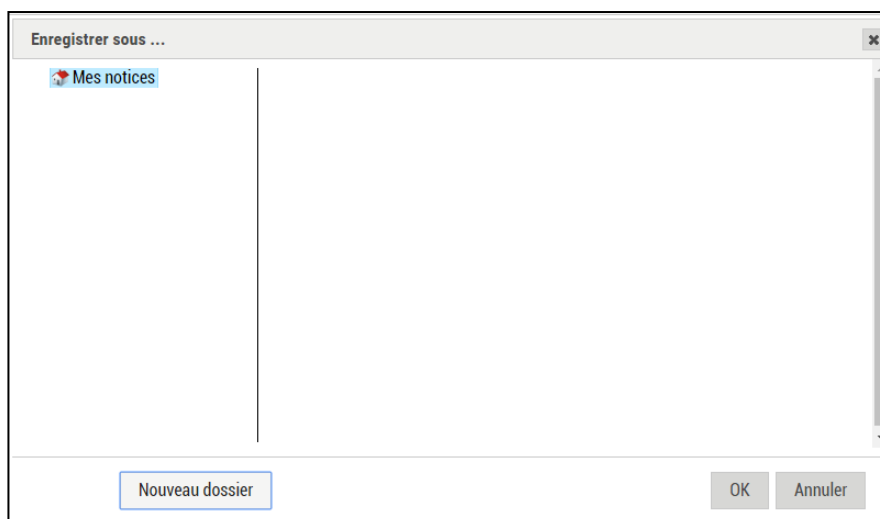 Enregistrer sous ...
Mes notices
Nouveau dossier
OK
Annuler